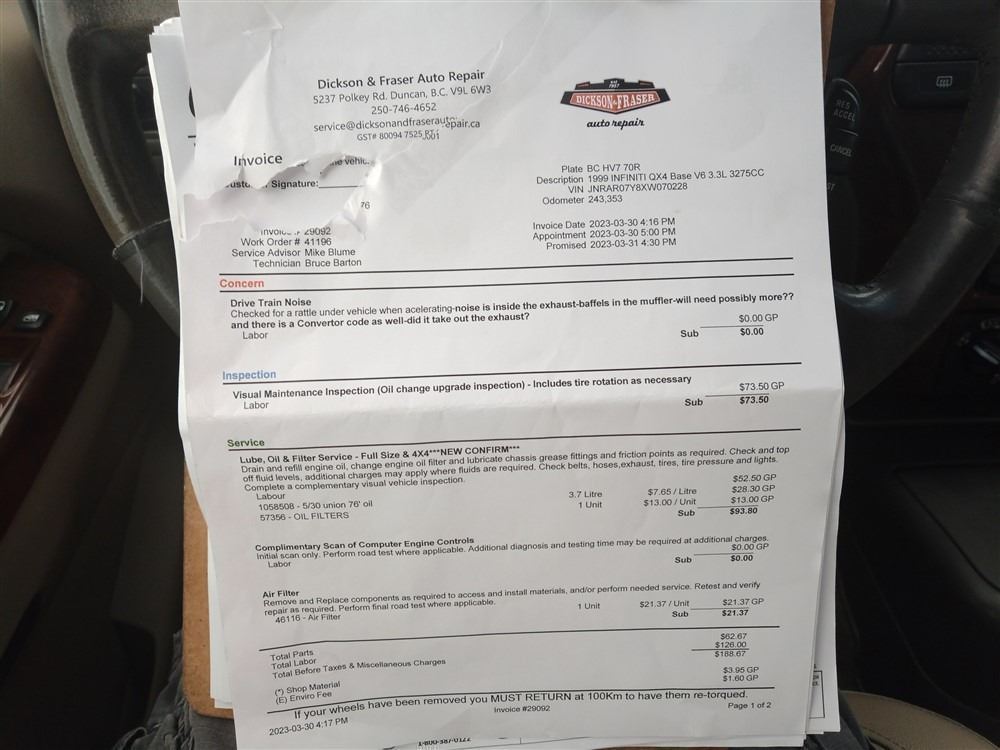 Dickson & Fraser Auto Repair
5237 Polkey Rd. Duncan, B.C. V9L 6W3
250-746-4652
GST# 80094 7525
EST 1957
DICKSON & FRASER
auto repair
Invoice
Signature:
76
Plate BC HV7 70R
Description 1999 INFINITI QX4 Base V6 3.3L 3275CC
VIN JNRAR07Y8XW070228
Odometer 243,353
29092
Work Order # 41196
Service Advisor Mike Blume
Technician Bruce Barton
Invoice Date 2023-03-30 4:16 PM
Appointment 2023-03-30 5:00 PM
Promised 2023-03-31 4:30 PM
Concern
Drive Train Noise
Checked for a rattle under vehicle when acelerating-noise is inside the exhaust-baffels in the muffler-will need possibly more??
and there is a Convertor code as well-did it take out the exhaust?
Labor $0.00 GP
Sub $0.00
Inspection
Visual Maintenance Inspection (Oil change upgrade inspection) - Includes tire rotation as necessary
Labor $73.50 GP
Sub $73.50
Service
Lube, Oil & Filter Service - Full Size & 4X4***NEW CONFIRM***
Drain and refill engine oil, change engine oil filter and lubricate chassis grease fittings and friction points as required. Check and top
off fluid levels, additional charges may apply where fluids are required. Check belts, hoses,exhaust, tires, tire pressure and lights.
Complete a complementary visual vehicle inspection.
Labour $52.50 GP
1058508 - 5/30 union 76' oil 3.7 Litre $7.65 / Litre $28.30 GP
57356 - OIL FILTERS 1 Unit $13.00 / Unit $13.00 GP
Sub $93.80
Complimentary Scan of Computer Engine Controls
Initial scan only. Perform road test where applicable. Additional diagnosis and testing time may be required at additional charges.
Labor $0.00 GP
Sub $0.00
Air Filter
Remove and Replace components as required to access and install materials, and/or perform needed service. Retest and verify
repair as required. Perform final road test where applicable.
46116 - Air Filter 1 Unit $21.37 / Unit $21.37 GP
Sub $21.37
Total Parts $62.67
Total Labor $126.00
Total Before Taxes & Miscellaneous Charges $188.67
(*) Shop Material $3.95 GP
(E) Enviro Fee $1.60 GP
If your wheels have been removed you MUST RETURN at 100Km to have them re-torqued.
2023-03-30 4:17 PM
Invoice #29092
Page 1 of 2
RES
ACCEL
CANCEL